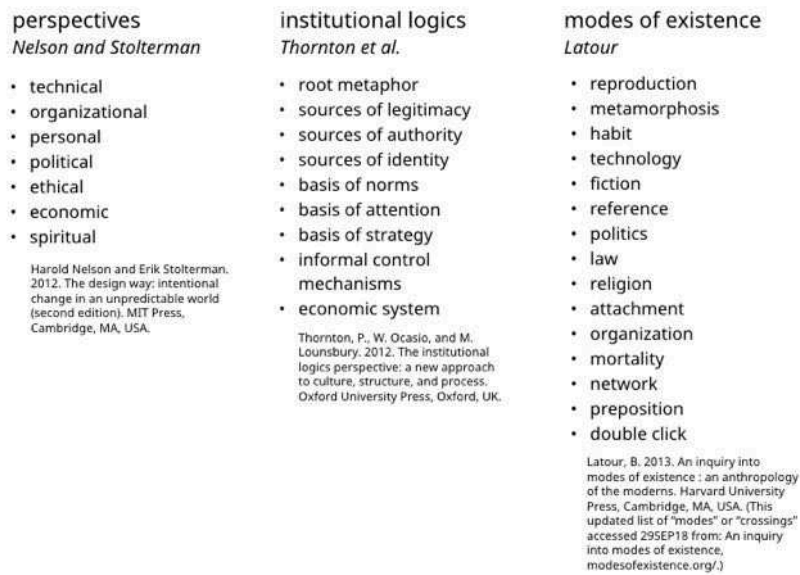 perspectives
Nelson and Stolterman
• technical
• organizational
• personal
• political
• ethical
• economic
• spiritual
Harold Nelson and Erik Stolterman.
2012. The design way: intentional
change in an unpredictable world
(second edition). MIT Press,
Cambridge, MA, USA.
institutional logics
Thornton et al.
• root metaphor
• sources of legitimacy
• sources of authority
• sources of identity
• basis of norms
• basis of attention
• basis of strategy
• informal control
mechanisms
• economic system
Thornton, P., W. Ocasio, and M.
Lounsbury. 2012. The institutional
logics perspective: a new approach
to culture, structure, and process.
Oxford University Press, Oxford, UK.
modes of existence
Latour
• reproduction
• metamorphosis
• habit
• technology
• fiction
• reference
• politics
• law
• religion
• attachment
• organization
• mortality
• network
• preposition
• double click
Latour, B. 2013. An inquiry into
modes of existence : an anthropology
of the moderns. Harvard University
Press, Cambridge, MA, USA. (This
updated list of "modes" or "crossings"
accessed 29SEP18 from: An inquiry
into modes of existence,
modesofexistence.org/.)